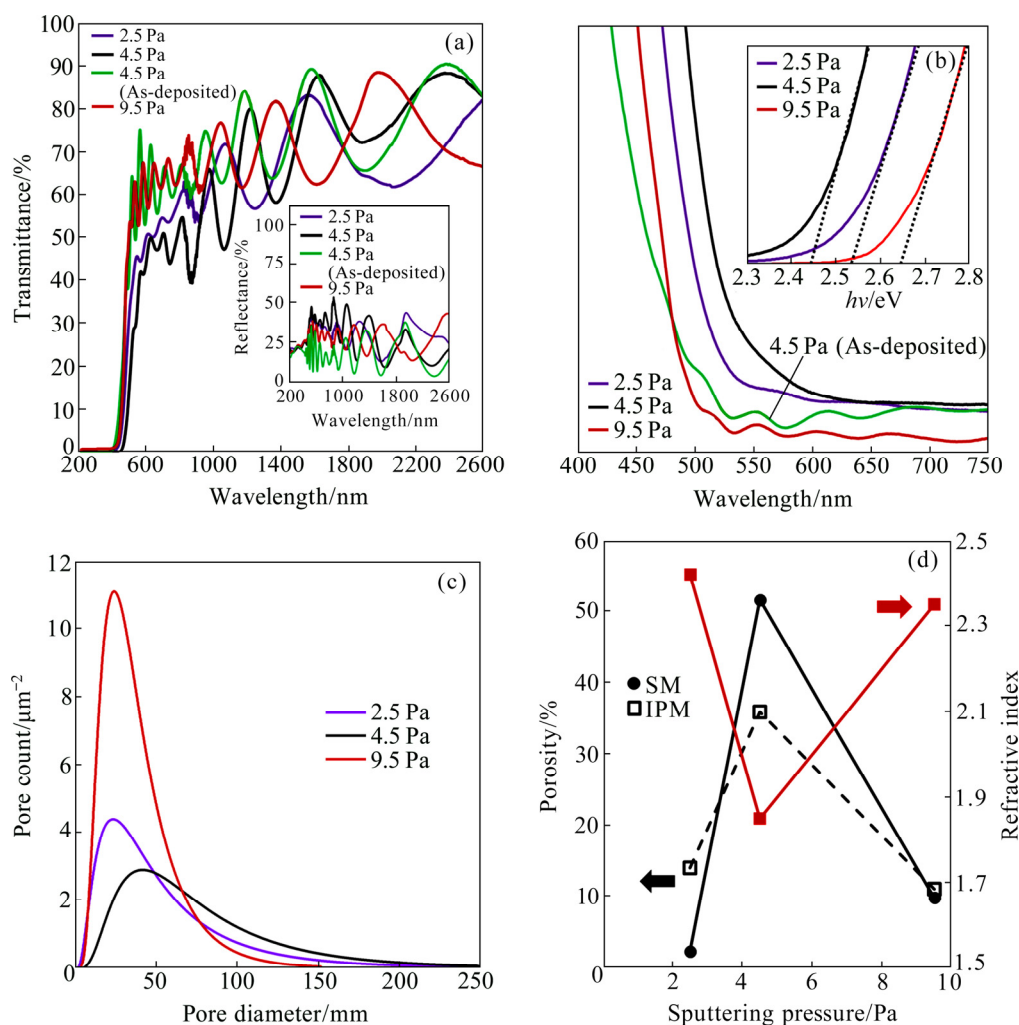 (a)
100
90
80
70
60
50
40
30
20
10
0
Transmittance/%
2.5 Pa
4.5 Pa
4.5 Pa
(As-deposited)
9.5 Pa
200
600
1000
1400
1800
2200
2600
Wavelength/nm
2.5 Pa
4.5 Pa
4.5 Pa
(As-deposited)
9.5 Pa
100
75
50
25
0
Reflectance/%
200
1000
1800
2600
Wavelength/nm
(b)
2.5 Pa
4.5 Pa
9.5 Pa
2.3
2.4
2.5
2.6
2.7
2.8
hν/eV
4.5 Pa (As-deposited)
2.5 Pa
4.5 Pa
9.5 Pa
400
450
500
550
600
650
700
750
Wavelength/nm
(c)
12
10
8
6
4
2
0
Pore count/μm⁻²
2.5 Pa
4.5 Pa
9.5 Pa
50
100
150
200
250
Pore diameter/mm
(d)
60
50
40
30
20
10
0
Porosity/%
SM
IPM
2.5
2.3
2.1
1.9
1.7
1.5
Refractive index
0
2
4
6
8
10
Sputtering pressure/Pa